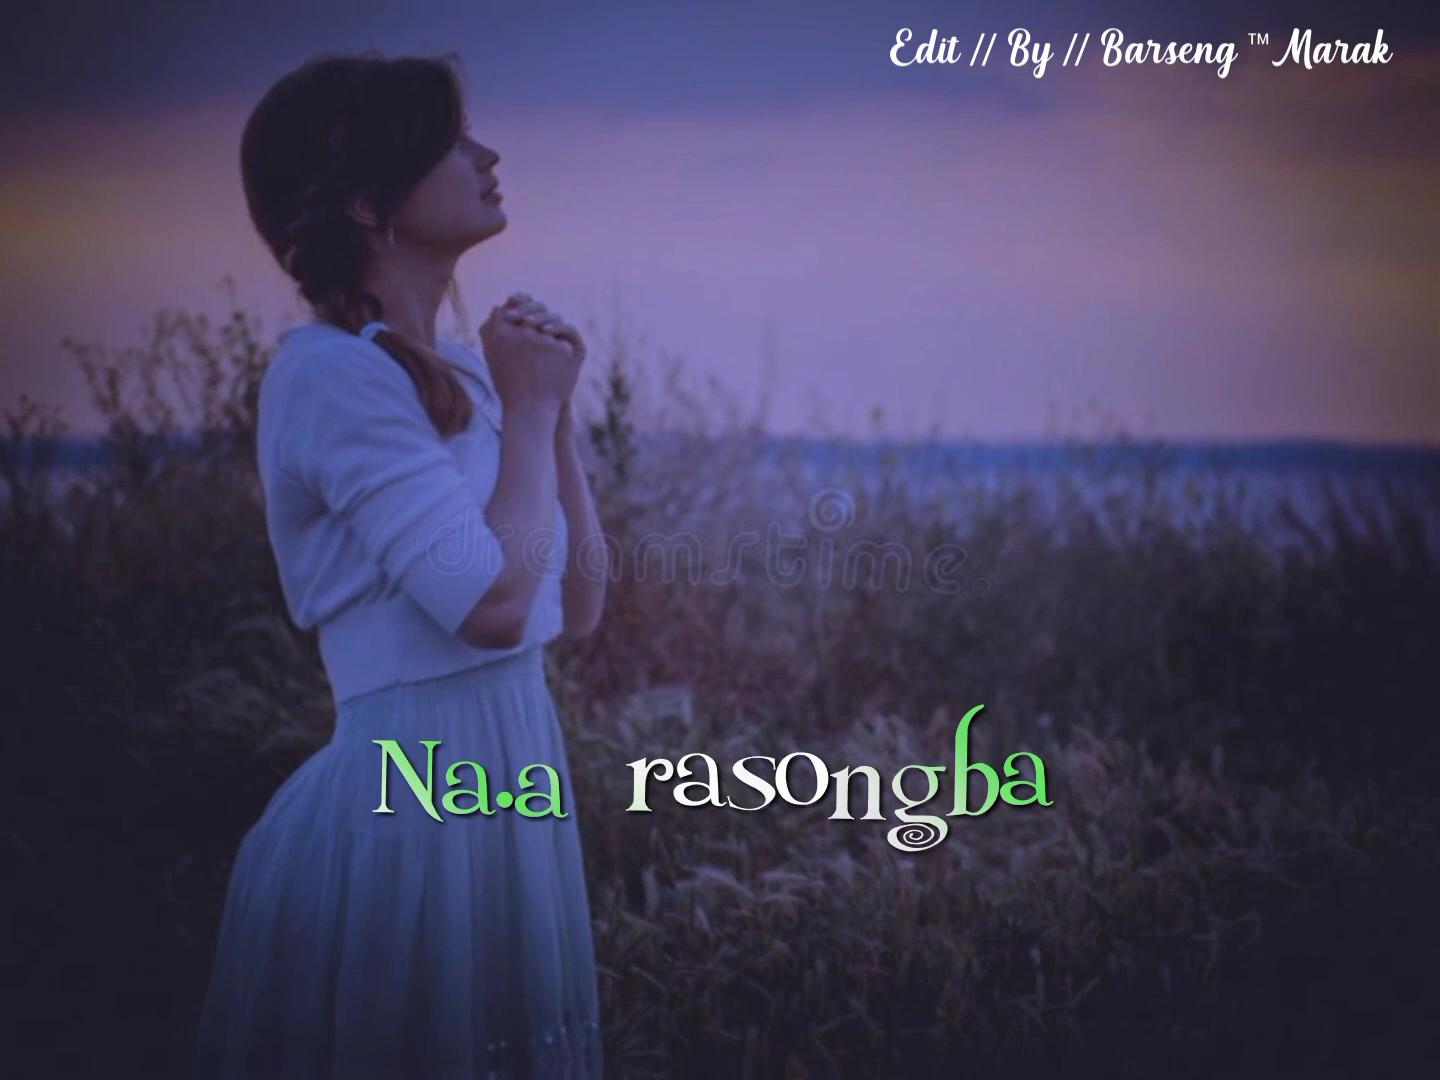 Edit // By // Barseng ™ Marak
dreamstime.
Na.a rasongba